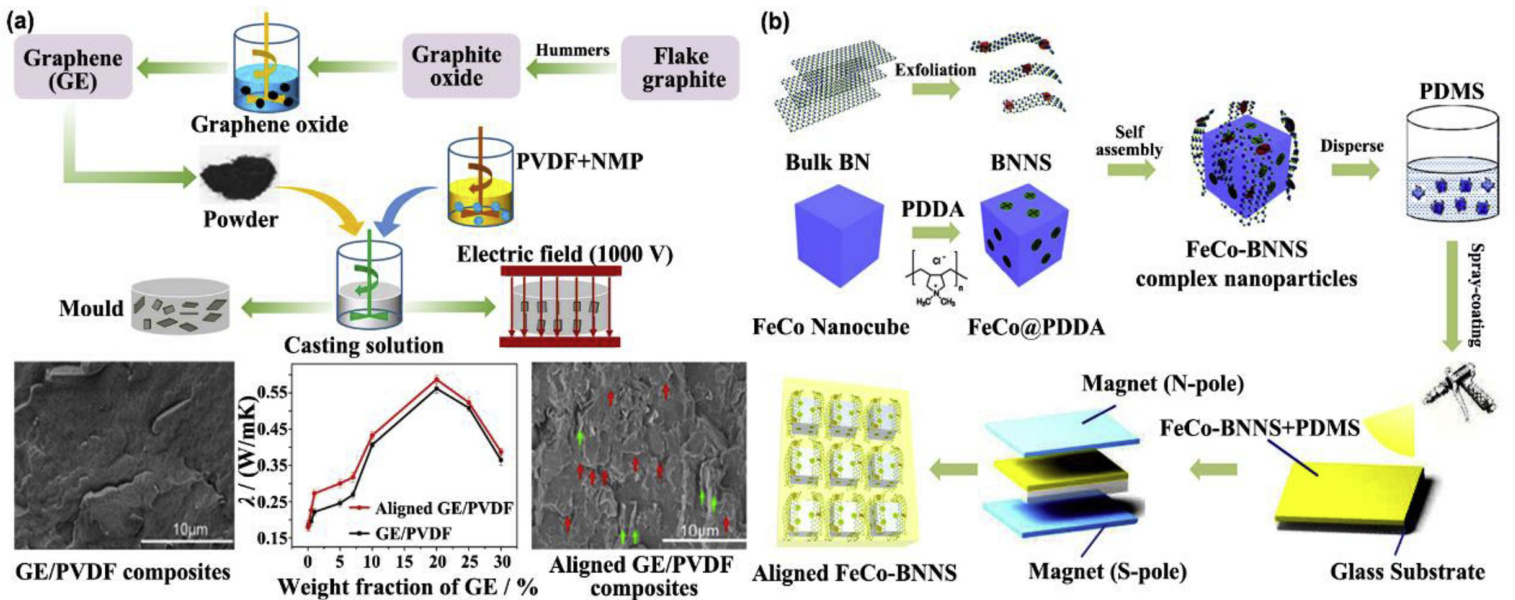 (a)
Graphene
(GE)
Graphene oxide
Graphite
oxide
Hummers
Flake
graphite
Powder
PVDF+NMP
Mould
Casting solution
Electric field (1000 V)
10μm
GE/PVDF composites
λ / (W/mK)
0.55
0.45
0.35
0.25
0.15
Aligned GE/PVDF
GE/PVDF
0 5 10 15 20 25 30
Weight fraction of GE / %
10μm
Aligned GE/PVDF
composites
(b)
Exfoliation
Bulk BN
BNNS
PDDA
Cl⁻
n
H₃C
CH₃
N
+
FeCo Nanocube
FeCo@PDDA
Self
assembly
FeCo-BNNS
complex nanoparticles
Disperse
PDMS
Spray-coating
FeCo-BNNS+PDMS
Glass Substrate
Magnet (N-pole)
Magnet (S-pole)
Aligned FeCo-BNNS